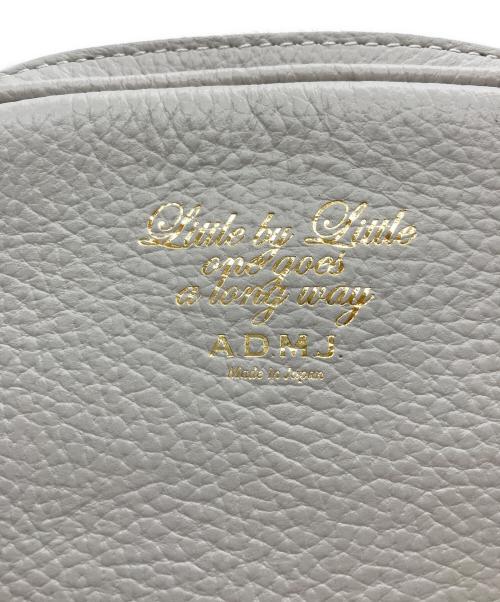 Little by Little
one goes
a long way
A.D.M.J.
Made in Japan